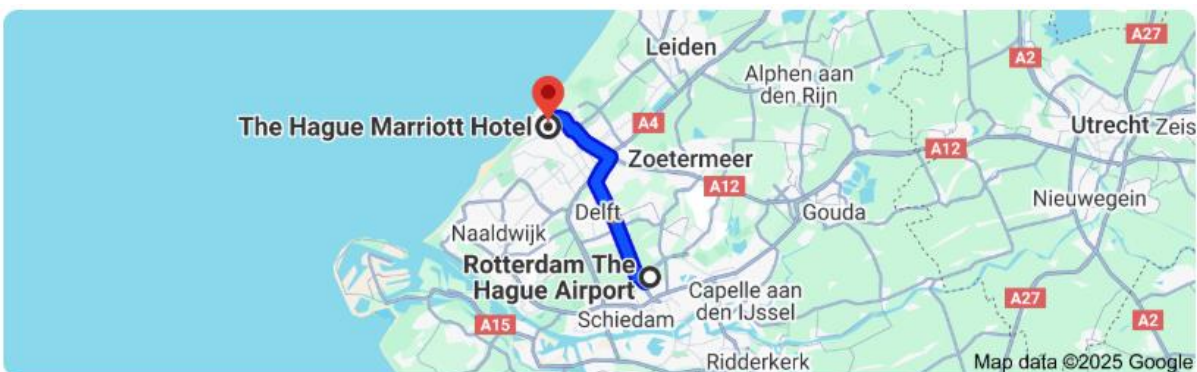 Leiden
A27
A2
Alphen aan
den Rijn
The Hague Marriott Hotel
A4
Utrecht Zeis
Zoetermeer
A12
A12
Nieuwegein
Delft
Gouda
Naaldwijk
Rotterdam The
Hague Airport
Capelle aan
den IJssel
A27
Schiedam
A15
A2
Ridderkerk
Map data ©2025 Google